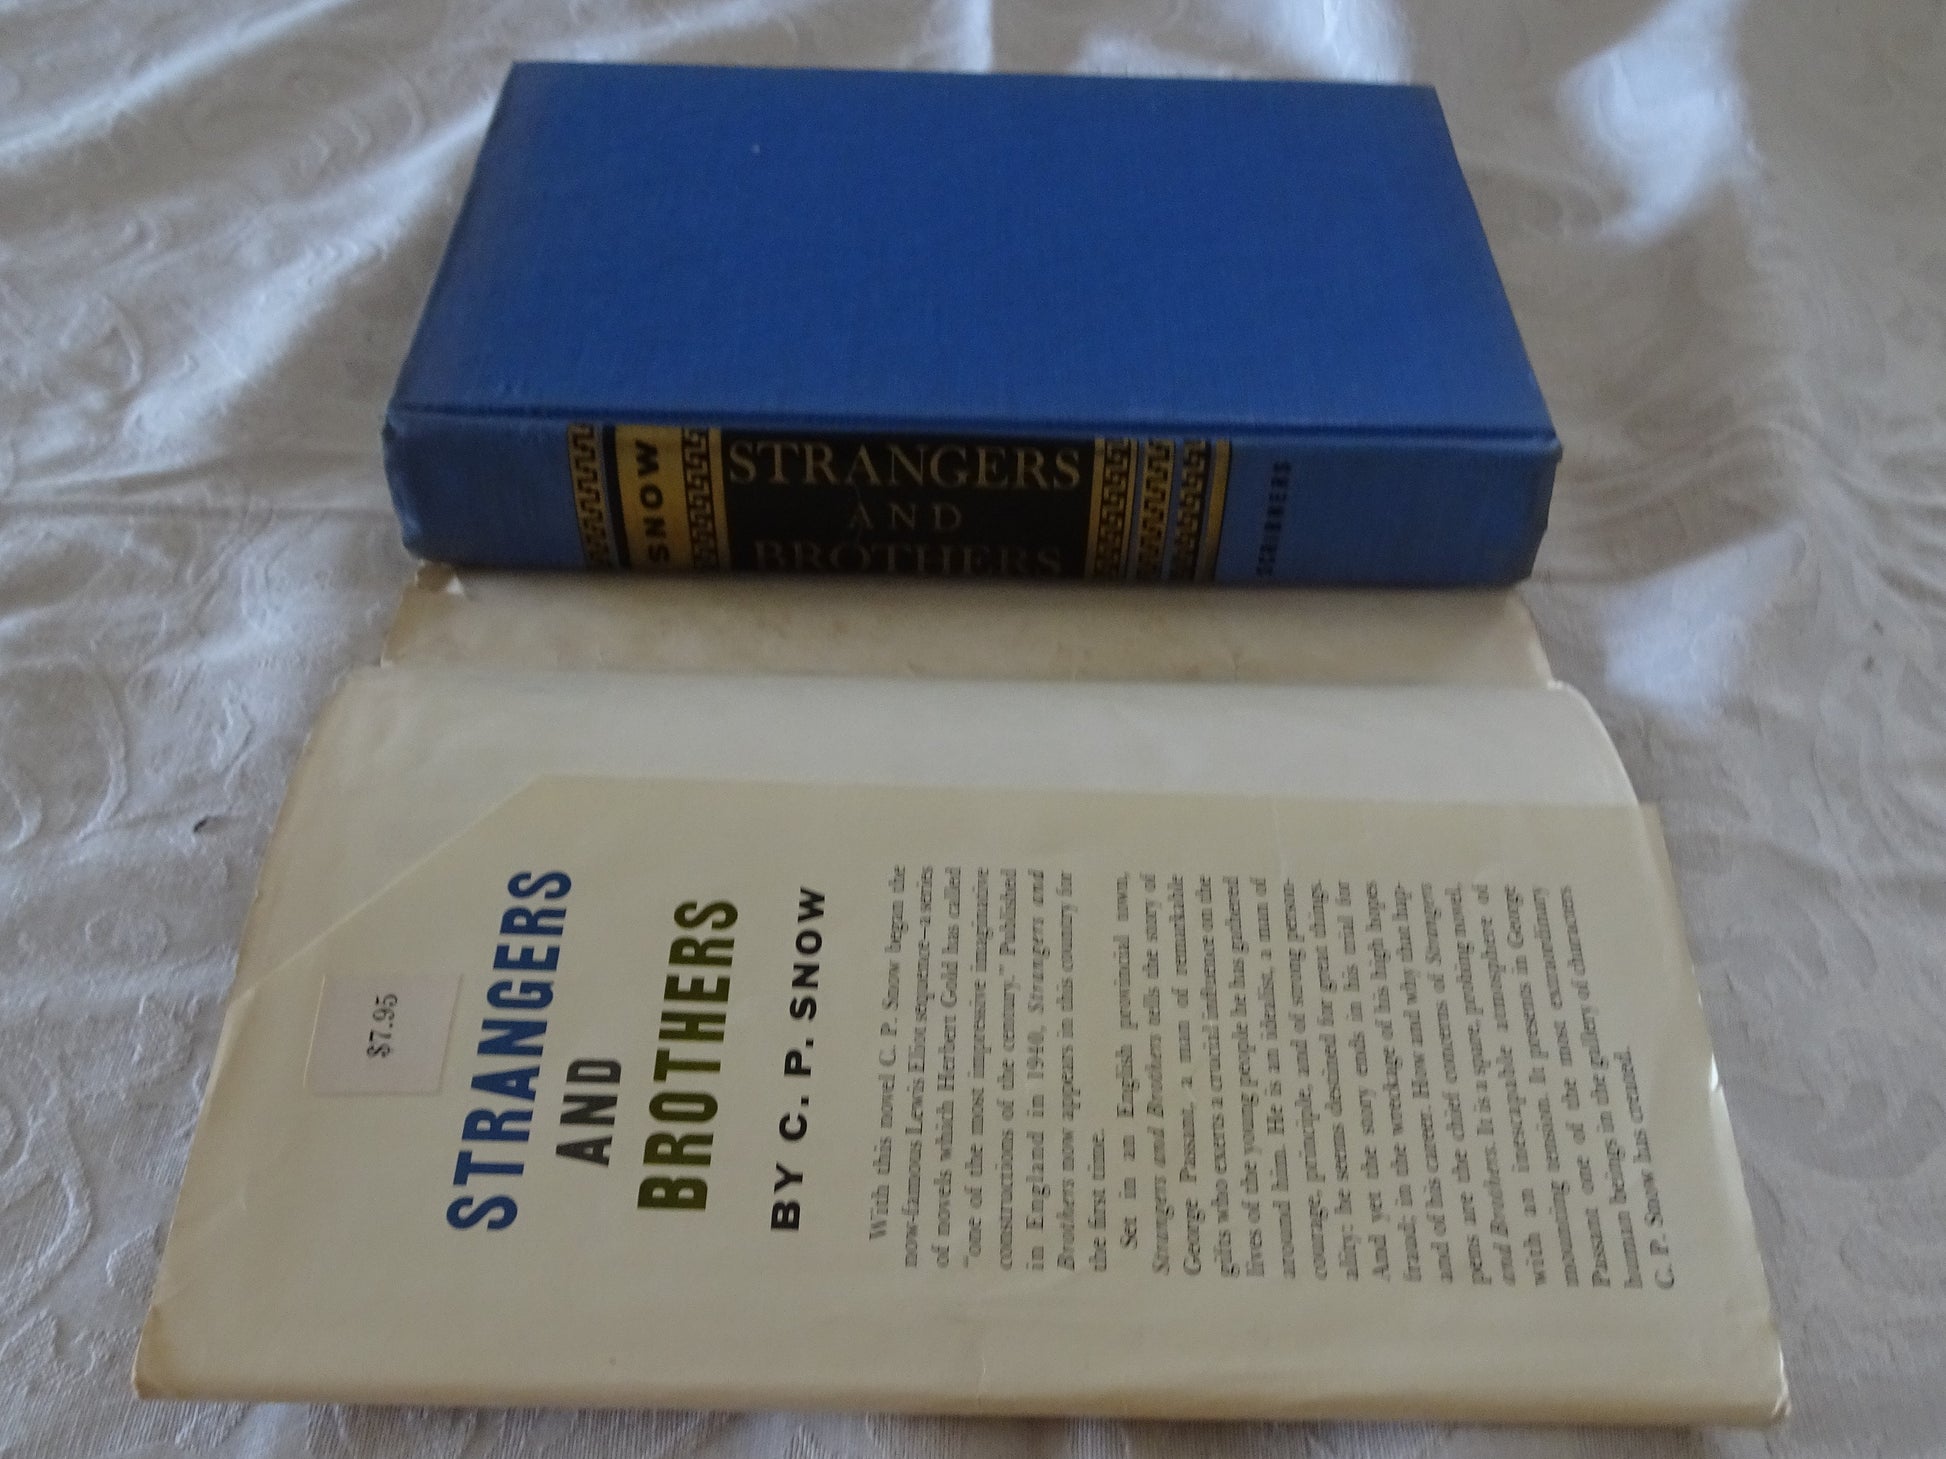 SNOW
STRANGERS
AND
BROTHERS
SCRIBNERS
$7.95
STRANGERS
AND
BROTHERS
BY C. P. SNOW
With this novel C. P. Snow began the
now-famous Lewis Eliot sequence—a series
of novels which Herbert Gold has called
"one of the most impressive imaginative
constructions of the century." Published
in England in 1940, Strangers and
Brothers now appears in this country for
the first time.
Set in an English provincial town,
Strangers and Brothers tells the story of
George Passant, a man of remarkable
gifts who exerts a crucial influence on the
lives of the young people he has gathered
around him. He is an idealist, a man of
courage, principle, and of strong person-
ality; he seems destined for great things.
And yet the story ends in his trial for
fraud; in the wreckage of his high hopes
and of his career. How and why that hap-
pens are the chief concerns of Strangers
and Brothers. It is a spare, probing novel,
with an inescapable atmosphere of
mounting tension. It presents in George
Passant one of the most extraordinary
human beings in the gallery of characters
C. P. Snow has created.